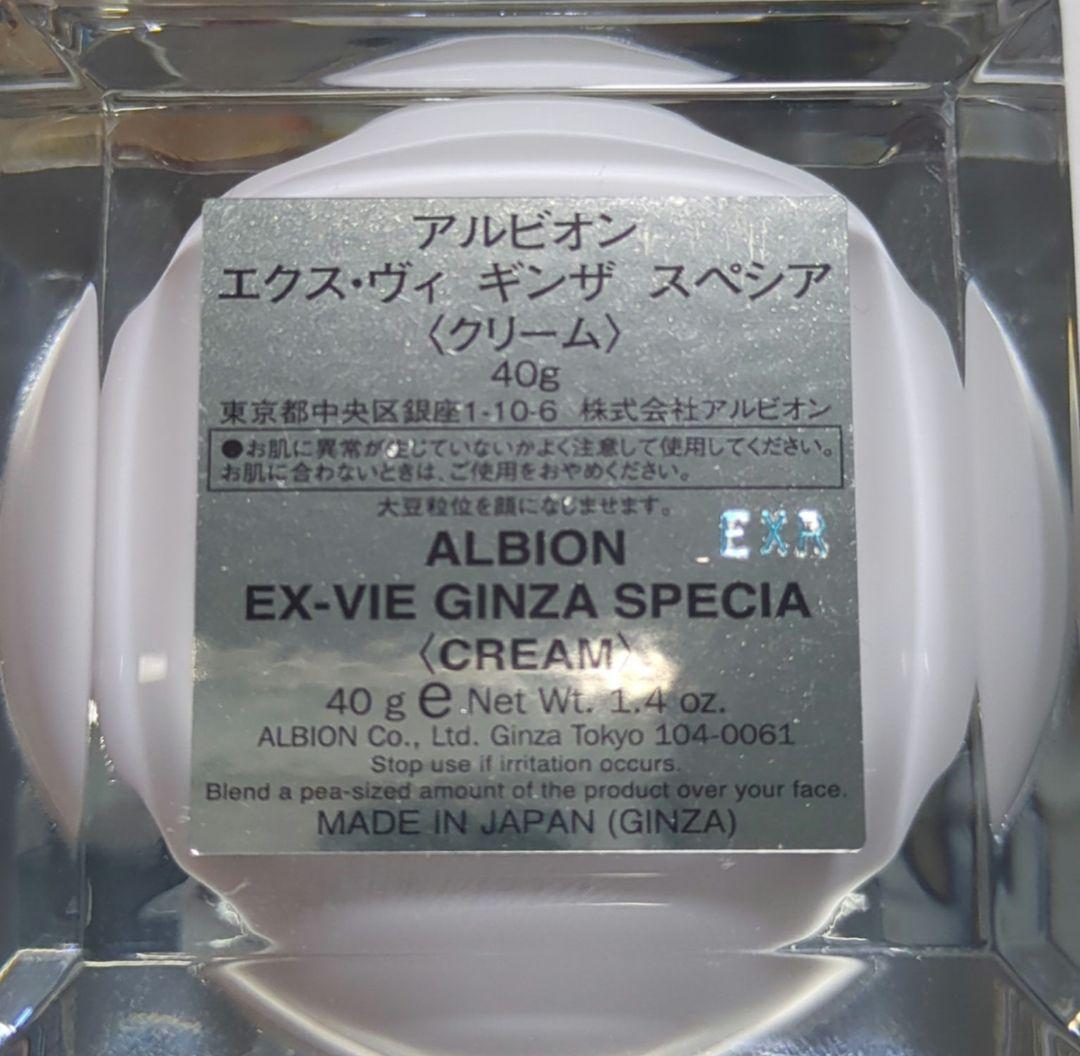 アルビオン
エクス・ヴィ ギンザ スペシア
〈クリーム〉
40g
東京都中央区銀座1-10-6 株式会社アルビオン
●お肌に異常が生じていないかよく注意して使用してください。
お肌に合わないときは、ご使用をおやめください。
大豆粒位を顔になじませます。
EXR
ALBION
EX-VIE GINZA SPECIA
〈CREAM〉
40 g ℮ Net Wt. 1.4 oz.
ALBION Co., Ltd. Ginza Tokyo 104-0061
Stop use if irritation occurs.
Blend a pea-sized amount of the product over your face.
MADE IN JAPAN (GINZA)